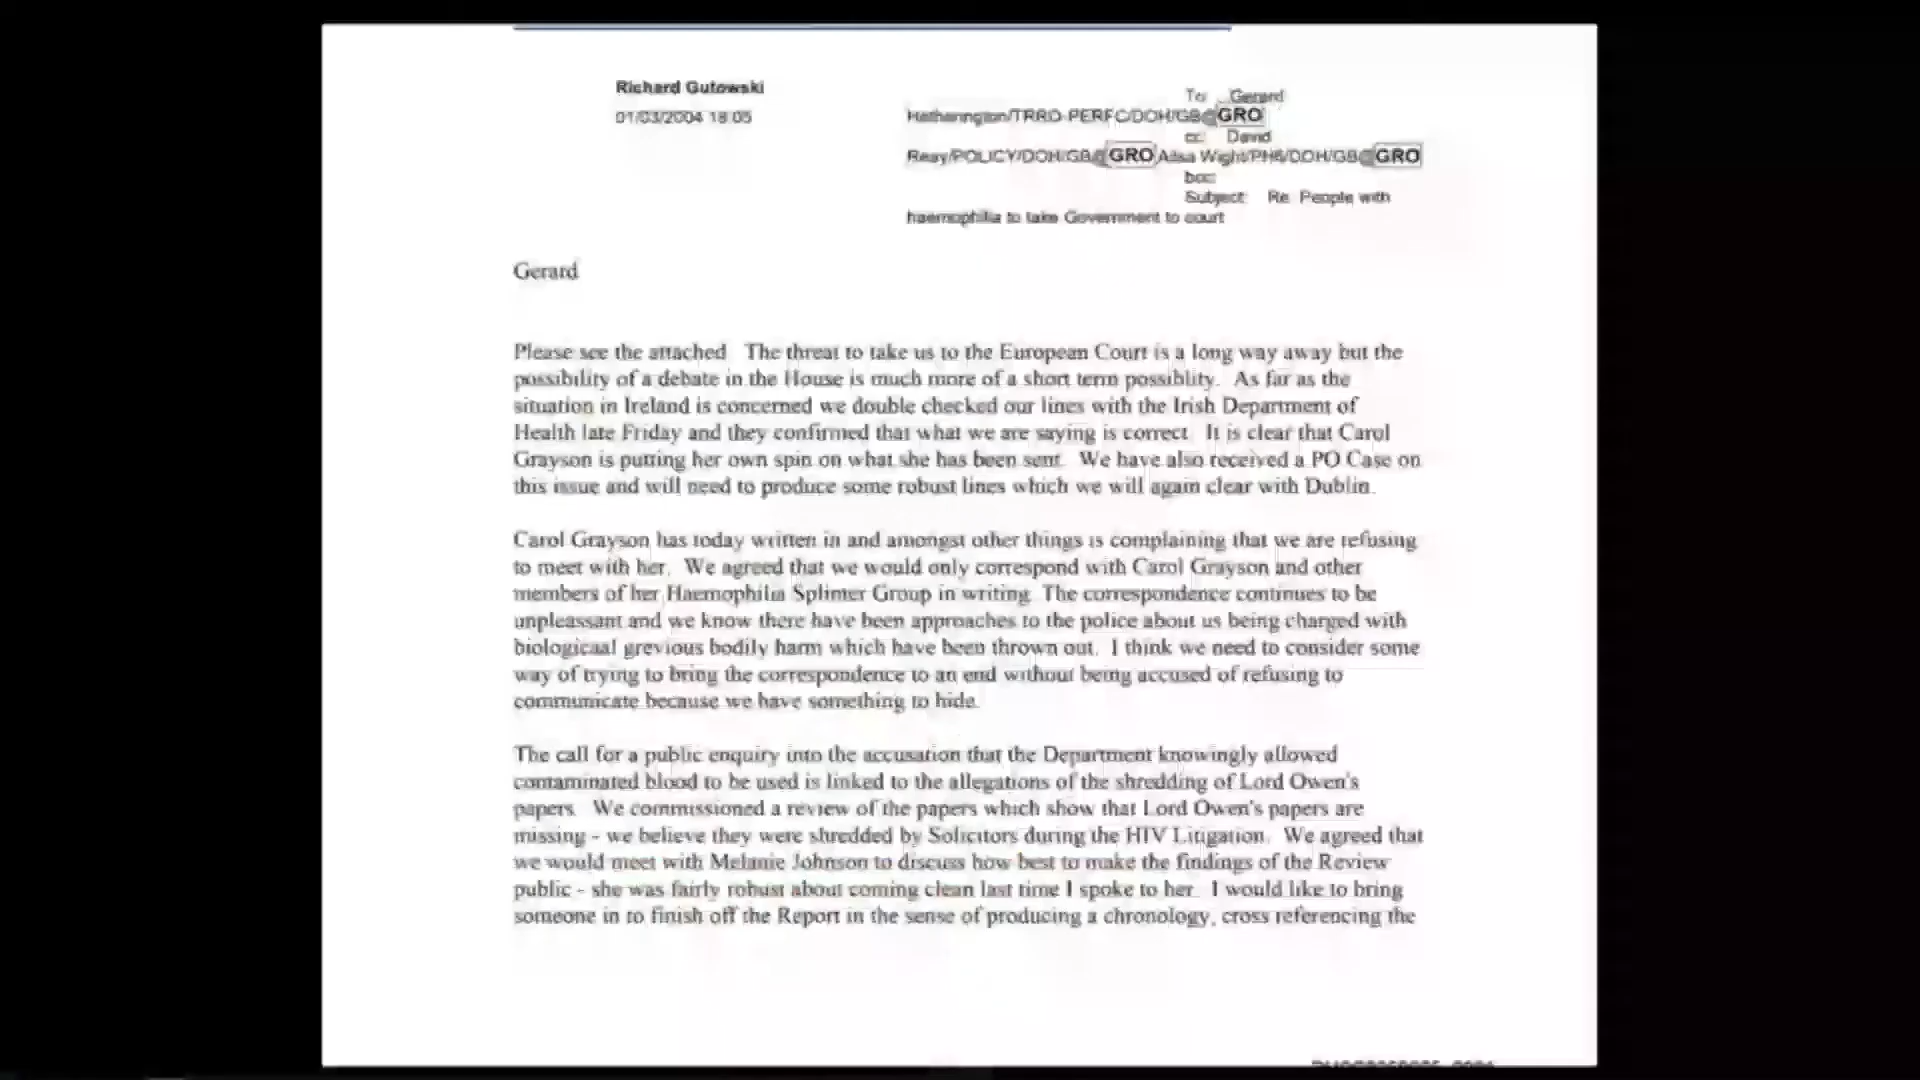 Richard Gutowski
01/03/2004 18 05
To: Gerard
Hetherington/TRRD-PERFC/DOH/GB@GRO
cc: David
Reay/POLICY/DOH/GB@GRO Ailsa Wight/PH6/DOH/GB@GRO
bcc:
Subject: Re People with
haemophilia to take Government to court
Gerard
Please see the attached. The threat to take us to the European Court is a long way away but the
possibility of a debate in the House is much more of a short term possiblity. As far as the
situation in Ireland is concerned we double checked our lines with the Irish Department of
Health late Friday and they confirmed that what we are saying is correct. It is clear that Carol
Grayson is putting her own spin on what she has been sent. We have also received a PO Case on
this issue and will need to produce some robust lines which we will again clear with Dublin.
Carol Grayson has today written in and amongst other things is complaining that we are refusing
to meet with her. We agreed that we would only correspond with Carol Grayson and other
members of her Haemophilia Splinter Group in writing. The correspondence continues to be
unpleassant and we know there have been approaches to the police about us being charged with
biologicaal grevious bodily harm which have been thrown out. I think we need to consider some
way of trying to bring the correspondence to an end without being accused of refusing to
communicate because we have something to hide.
The call for a public enquiry into the accusation that the Department knowingly allowed
contaminated blood to be used is linked to the allegations of the shredding of Lord Owen's
papers. We commissioned a review of the papers which show that Lord Owen's papers are
missing - we believe they were shredded by Solicitors during the HIV Litigation. We agreed that
we would meet with Melanie Johnson to discuss how best to make the findings of the Review
public - she was fairly robust about coming clean last time I spoke to her. I would like to bring
someone in to finish off the Report in the sense of producing a chronology, cross referencing the